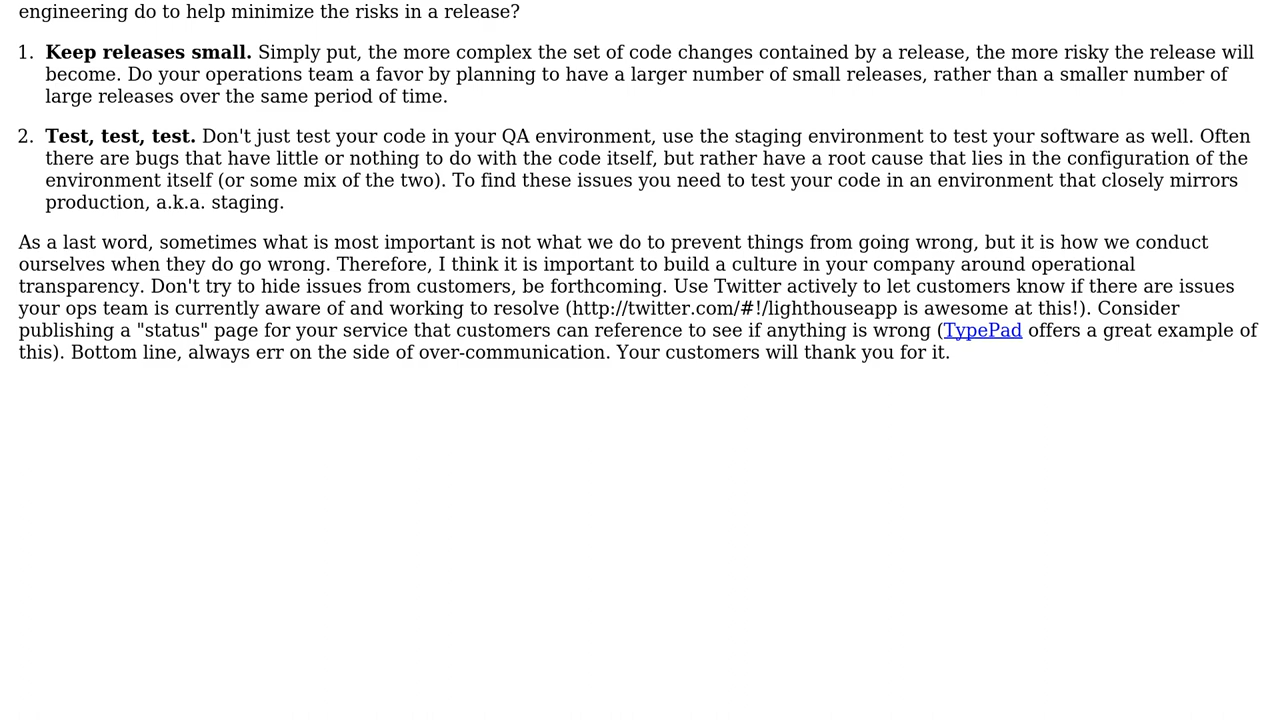 engineering do to help minimize the risks in a release?
1. Keep releases small. Simply put, the more complex the set of code changes contained by a release, the more risky the release will
become. Do your operations team a favor by planning to have a larger number of small releases, rather than a smaller number of
large releases over the same period of time.
2. Test, test, test. Don't just test your code in your QA environment, use the staging environment to test your software as well. Often
there are bugs that have little or nothing to do with the code itself, but rather have a root cause that lies in the configuration of the
environment itself (or some mix of the two). To find these issues you need to test your code in an environment that closely mirrors
production, a.k.a. staging.
As a last word, sometimes what is most important is not what we do to prevent things from going wrong, but it is how we conduct
ourselves when they do go wrong. Therefore, I think it is important to build a culture in your company around operational
transparency. Don't try to hide issues from customers, be forthcoming. Use Twitter actively to let customers know if there are issues
your ops team is currently aware of and working to resolve (http://twitter.com/#!/lighthouseapp is awesome at this!). Consider
publishing a "status" page for your service that customers can reference to see if anything is wrong (TypePad offers a great example of
this). Bottom line, always err on the side of over-communication. Your customers will thank you for it.